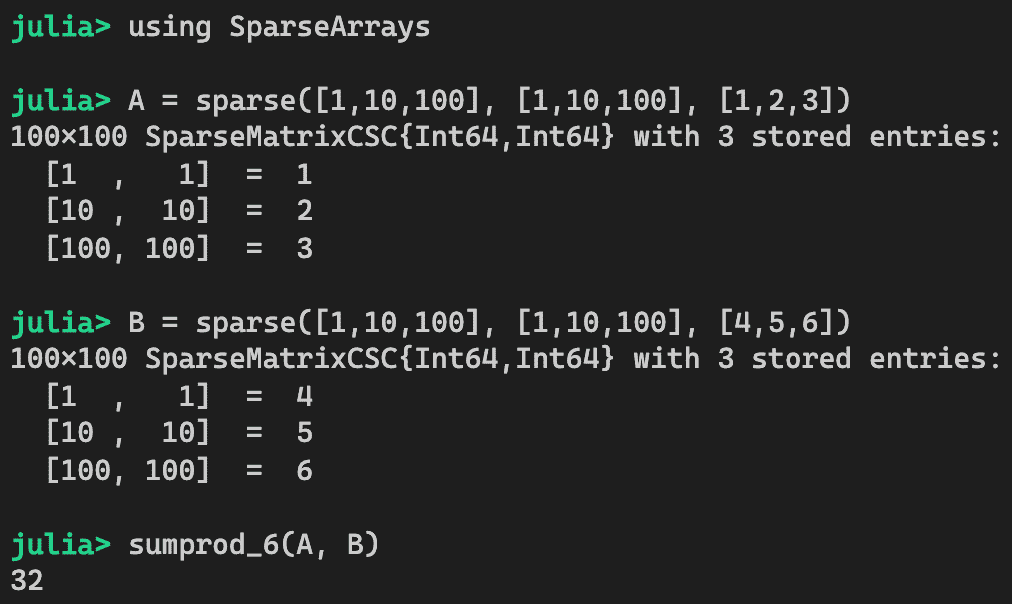 julia> using SparseArrays
julia> A = sparse([1,10,100], [1,10,100], [1,2,3])
100×100 SparseMatrixCSC{Int64,Int64} with 3 stored entries:
  [1  ,   1]  =  1
  [10 ,  10]  =  2
  [100, 100]  =  3
julia> B = sparse([1,10,100], [1,10,100], [4,5,6])
100×100 SparseMatrixCSC{Int64,Int64} with 3 stored entries:
  [1  ,   1]  =  4
  [10 ,  10]  =  5
  [100, 100]  =  6
julia> sumprod_6(A, B)
32